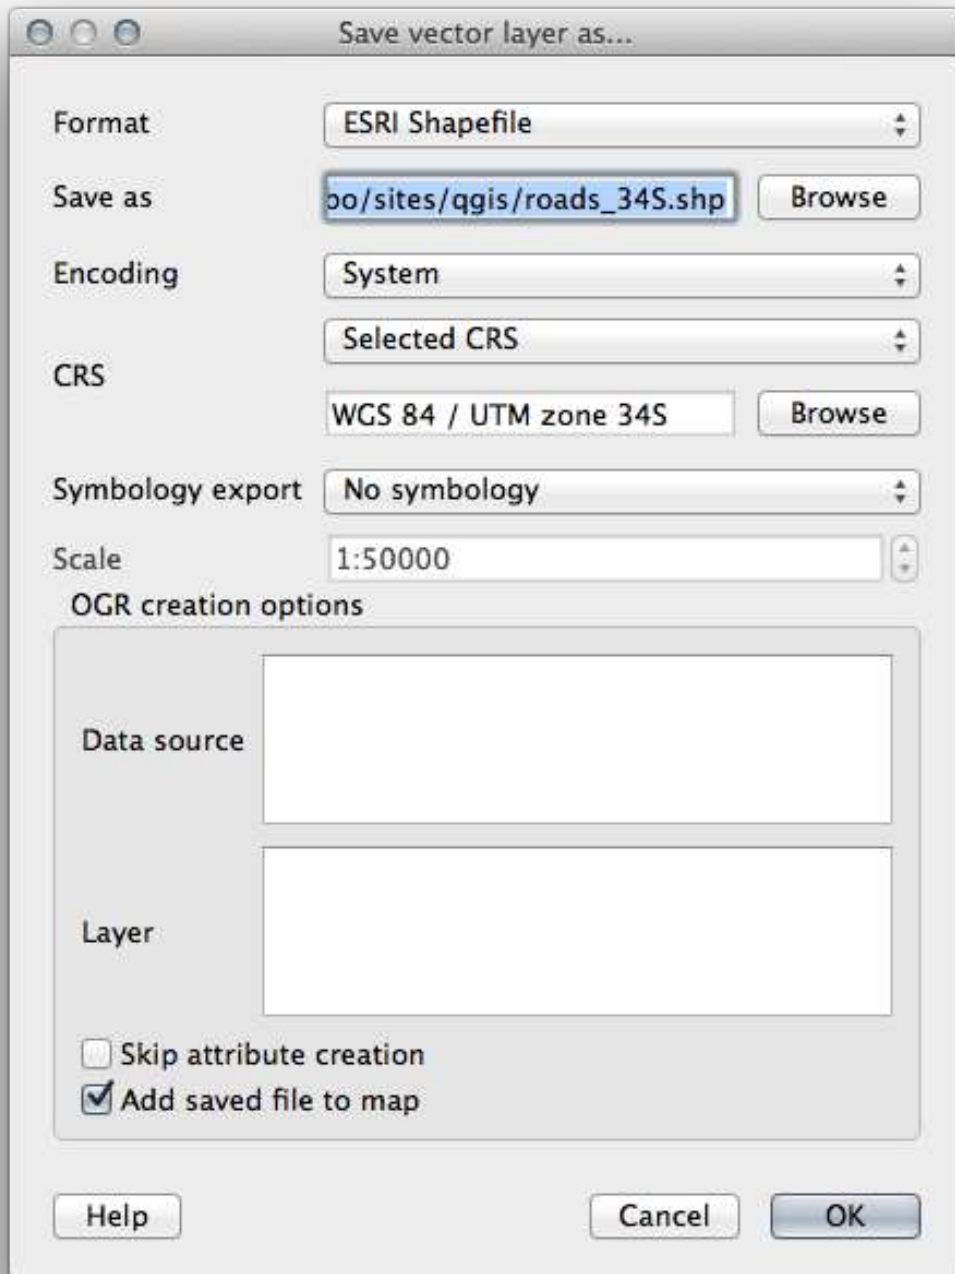 Save vector layer as...
Format ESRI Shapefile
Save as oo/sites/qgis/roads_34S.shp Browse
Encoding System
Selected CRS
CRS
WGS 84 / UTM zone 34S Browse
Symbology export No symbology
Scale 1:50000
OGR creation options
Data source
Layer
Skip attribute creation
Add saved file to map
Help Cancel OK